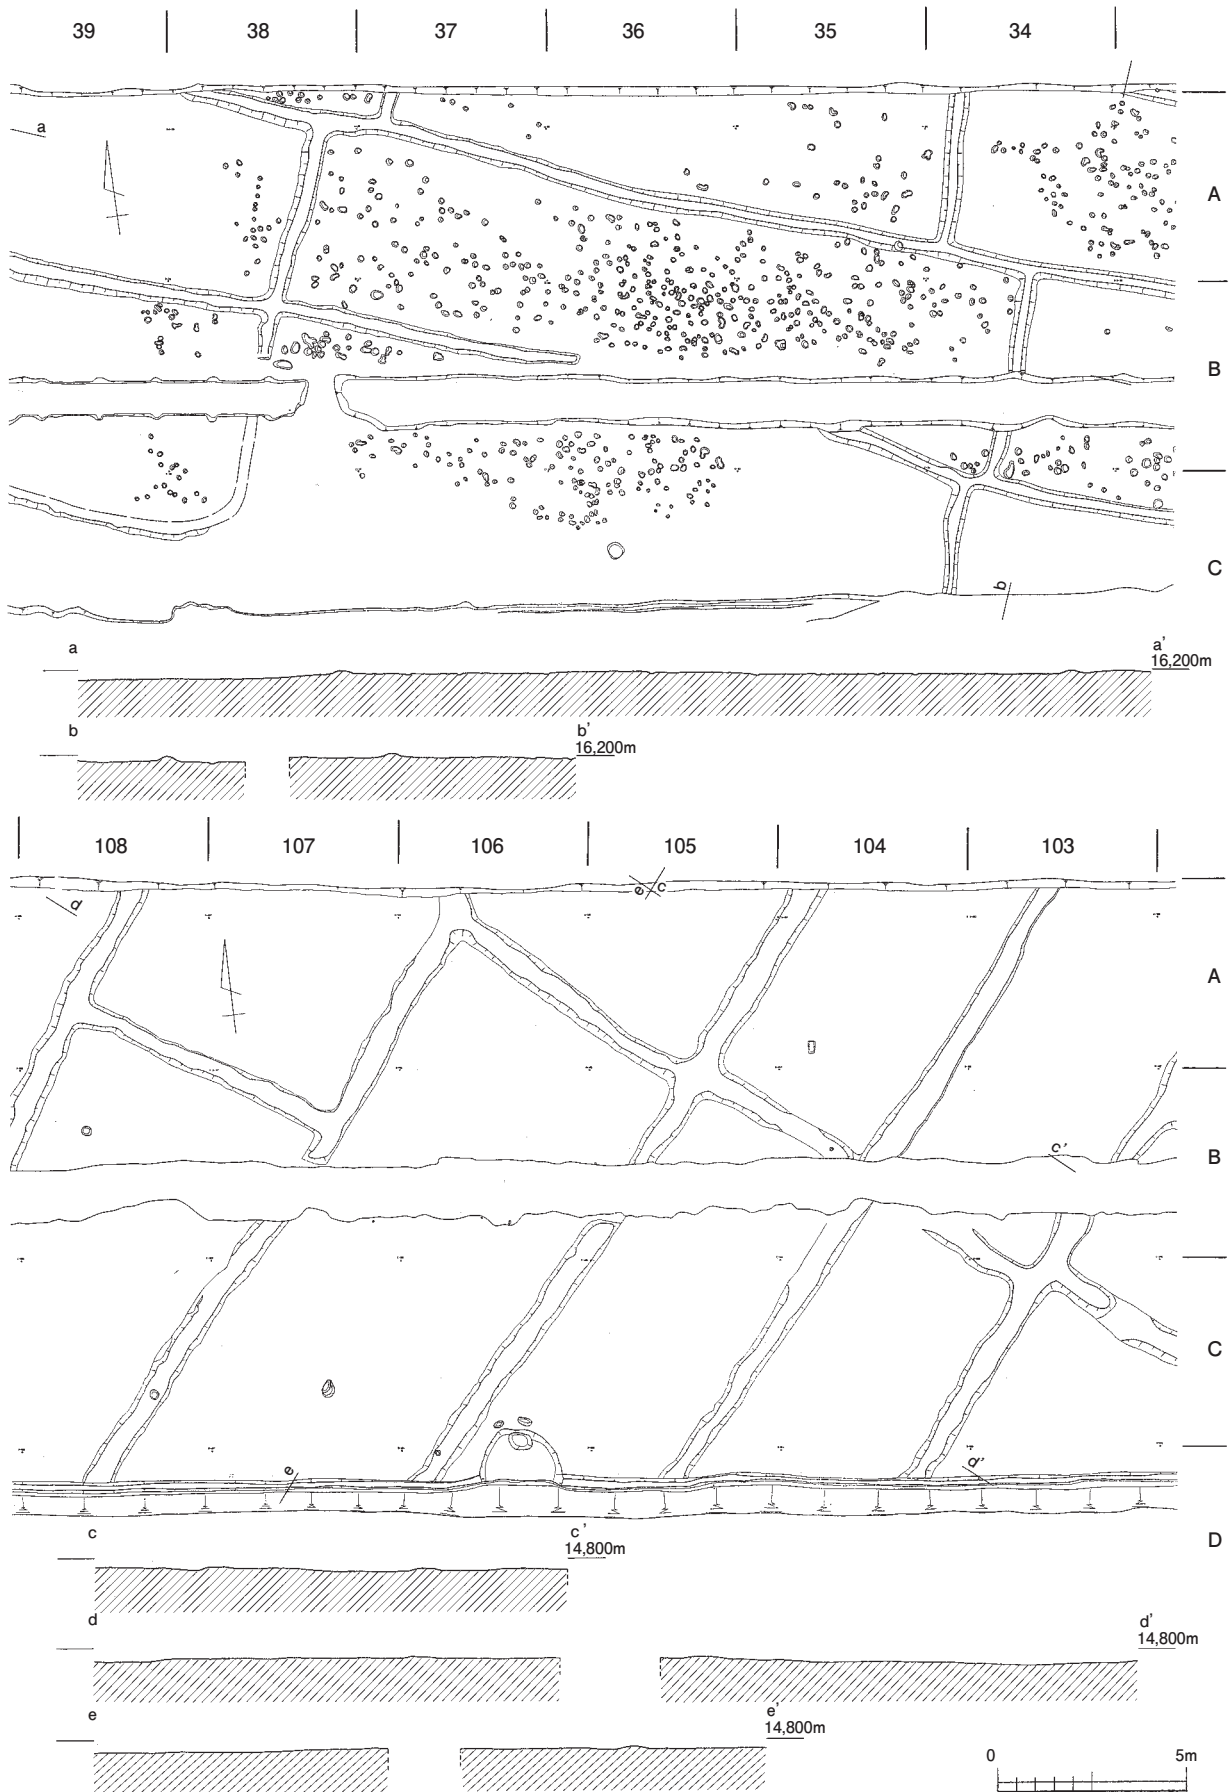 39 38 37 36 35 34
a
A
B
C
b
a a'
16,200m
b b'
16,200m
108 107 106 105 104 103
d e c
A
c'
B
C
e d'
D
c c'
14,800m
d d'
14,800m
e e'
14,800m
0 5m